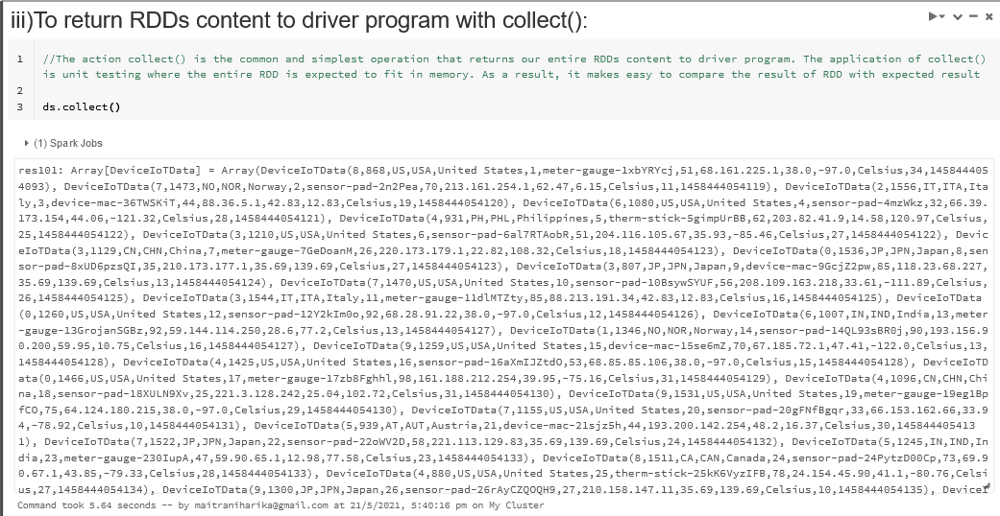 iii)To return RDDs content to driver program with collect():
1 //The action collect() is the common and simplest operation that returns our entire RDDs content to driver program. The application of collect()
is unit testing where the entire RDD is expected to fit in memory. As a result, it makes easy to compare the result of RDD with expected result
2
3 ds.collect()
(1) Spark Jobs
res101: Array[DeviceIoTData] = Array(DeviceIoTData(8,868,US,USA,United States,1,meter-gauge-1xbYRYcj,51,68.161.225.1,38.0,-97.0,Celsius,34,145844405
4093), DeviceIoTData(7,1473,NO,NOR,Norway,2,sensor-pad-2n2Pea,70,213.161.254.1,62.47,6.15,Celsius,11,1458444054119), DeviceIoTData(2,1556,IT,ITA,Ita
ly,3,device-mac-36TWSKiT,44,88.36.5.1,42.83,12.83,Celsius,19,1458444054120), DeviceIoTData(6,1080,US,USA,United States,4,sensor-pad-4mzWkz,32,66.39.
173.154,44.06,-121.32,Celsius,28,1458444054121), DeviceIoTData(4,931,PH,PHL,Philippines,5,therm-stick-5gimpUrBB,62,203.82.41.9,14.58,120.97,Celsius,
25,1458444054122), DeviceIoTData(3,1210,US,USA,United States,6,sensor-pad-6al7RTAobR,51,204.116.105.67,35.93,-85.46,Celsius,27,1458444054122), Devic
eIoTData(3,1129,CN,CHN,China,7,meter-gauge-7GeDoanM,26,220.173.179.1,22.82,108.32,Celsius,18,1458444054123), DeviceIoTData(0,1536,JP,JPN,Japan,8,sen
sor-pad-8xUD6pzsQI,35,210.173.177.1,35.69,139.69,Celsius,27,1458444054123), DeviceIoTData(3,807,JP,JPN,Japan,9,device-mac-9GcjZ2pw,85,118.23.68.227,
35.69,139.69,Celsius,13,1458444054124), DeviceIoTData(7,1470,US,USA,United States,10,sensor-pad-10BsywSYUF,56,208.109.163.218,33.61,-111.89,Celsius,
26,1458444054125), DeviceIoTData(3,1544,IT,ITA,Italy,11,meter-gauge-11dlMTZty,85,88.213.191.34,42.83,12.83,Celsius,16,1458444054125), DeviceIoTData
(0,1260,US,USA,United States,12,sensor-pad-12Y2kIm0o,92,68.28.91.22,38.0,-97.0,Celsius,12,1458444054126), DeviceIoTData(6,1007,IN,IND,India,13,meter
-gauge-13GrojanSGBz,92,59.144.114.250,28.6,77.2,Celsius,13,1458444054127), DeviceIoTData(1,1346,NO,NOR,Norway,14,sensor-pad-14QL93sBR0j,90,193.156.9
0.200,59.95,10.75,Celsius,16,1458444054127), DeviceIoTData(9,1259,US,USA,United States,15,device-mac-15se6mZ,70,67.185.72.1,47.41,-122.0,Celsius,13,
1458444054128), DeviceIoTData(4,1425,US,USA,United States,16,sensor-pad-16aXmIJZtdO,53,68.85.85.106,38.0,-97.0,Celsius,15,1458444054128), DeviceIoTD
ata(0,1466,US,USA,United States,17,meter-gauge-17zb8Fghhl,98,161.188.212.254,39.95,-75.16,Celsius,31,1458444054129), DeviceIoTData(4,1096,CN,CHN,Chi
na,18,sensor-pad-18XULN9Xv,25,221.3.128.242,25.04,102.72,Celsius,31,1458444054130), DeviceIoTData(9,1531,US,USA,United States,19,meter-gauge-19eg1Bp
fCO,75,64.124.180.215,38.0,-97.0,Celsius,29,1458444054130), DeviceIoTData(7,1155,US,USA,United States,20,sensor-pad-20gFNfBgqr,33,66.153.162.66,33.9
4,-78.92,Celsius,10,1458444054131), DeviceIoTData(5,939,AT,AUT,Austria,21,device-mac-21sjz5h,44,193.200.142.254,48.2,16.37,Celsius,30,145844405413
1), DeviceIoTData(7,1522,JP,JPN,Japan,22,sensor-pad-22oWV2D,58,221.113.129.83,35.69,139.69,Celsius,24,1458444054132), DeviceIoTData(5,1245,IN,IND,In
dia,23,meter-gauge-230IupA,47,59.90.65.1,12.98,77.58,Celsius,23,1458444054133), DeviceIoTData(8,1511,CA,CAN,Canada,24,sensor-pad-24PytzD00Cp,73,69.9
0.67.1,43.85,-79.33,Celsius,28,1458444054133), DeviceIoTData(4,880,US,USA,United States,25,therm-stick-25kK6VyzIFB,78,24.154.45.90,41.1,-80.76,Celsi
us,27,1458444054134), DeviceIoTData(9,1300,JP,JPN,Japan,26,sensor-pad-26rAyCZQOQH9,27,210.158.147.11,35.69,139.69,Celsius,10,1458444054135), DeviceI
Command took 5.64 seconds -- by maitraniharika@gmail.com at 21/5/2021, 5:40:16 pm on My Cluster